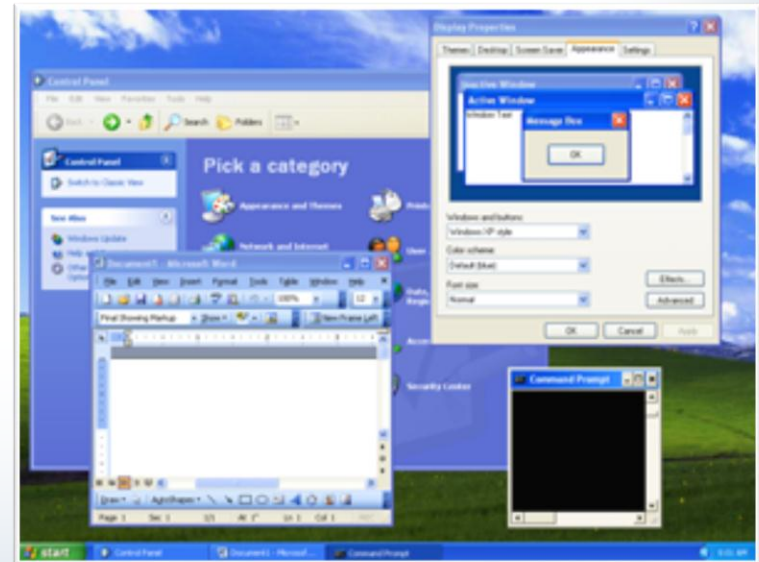 Display Properties
Themes Desktop Screen Saver Appearance Settings
Control Panel
File Edit View Favorites Tools Help
Inactive Window
Active Window
Window Text
Message Box
OK
Search Folders
Control Panel
Switch to Classic View
Pick a category
Appearance and Themes
See Also
Windows Update
Network and Internet
User
Windows and buttons:
Windows XP style
Color scheme:
Default (blue)
Font size:
Normal
Effects...
Advanced
OK Cancel Apply
Document1 - Microsoft Word
File Edit View Insert Format Tools Table Window Help
100% 12
Final Showing Markup Show New Frame Left
Security Center
Command Prompt
Draw AutoShapes
Page 1 Sec 1 1/1 At 1" Ln 1 Col 1
start Control Panel Document1 - Microsof... Command Prompt